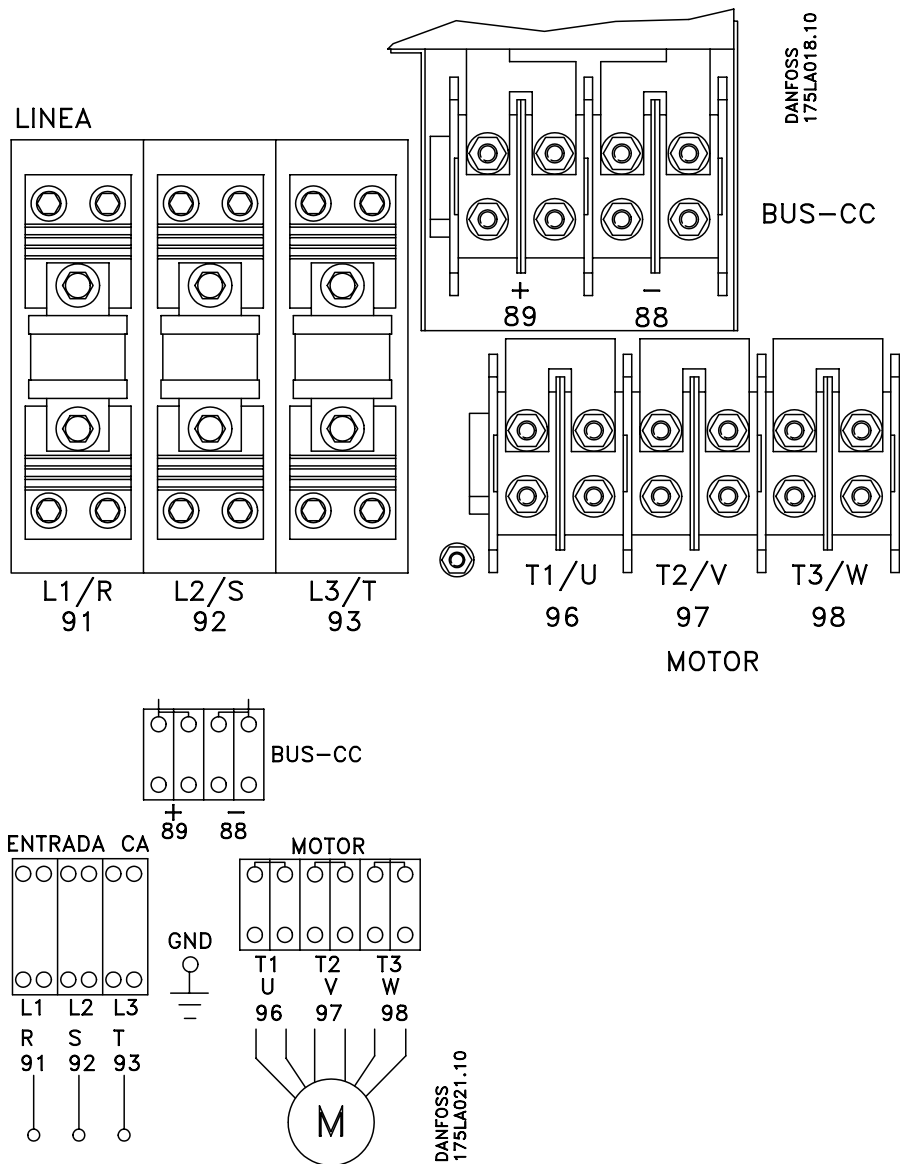 DANFOSS
175LA018.10
LINEA
BUS-CC
+ −
89 88
L1/R L2/S L3/T
91 92 93
T1/U T2/V T3/W
96 97 98
MOTOR
BUS-CC
+ −
89 88
ENTRADA CA
MOTOR
GND
L1 L2 L3
R S T
91 92 93
T1 T2 T3
U V W
96 97 98
M
DANFOSS
175LA021.10